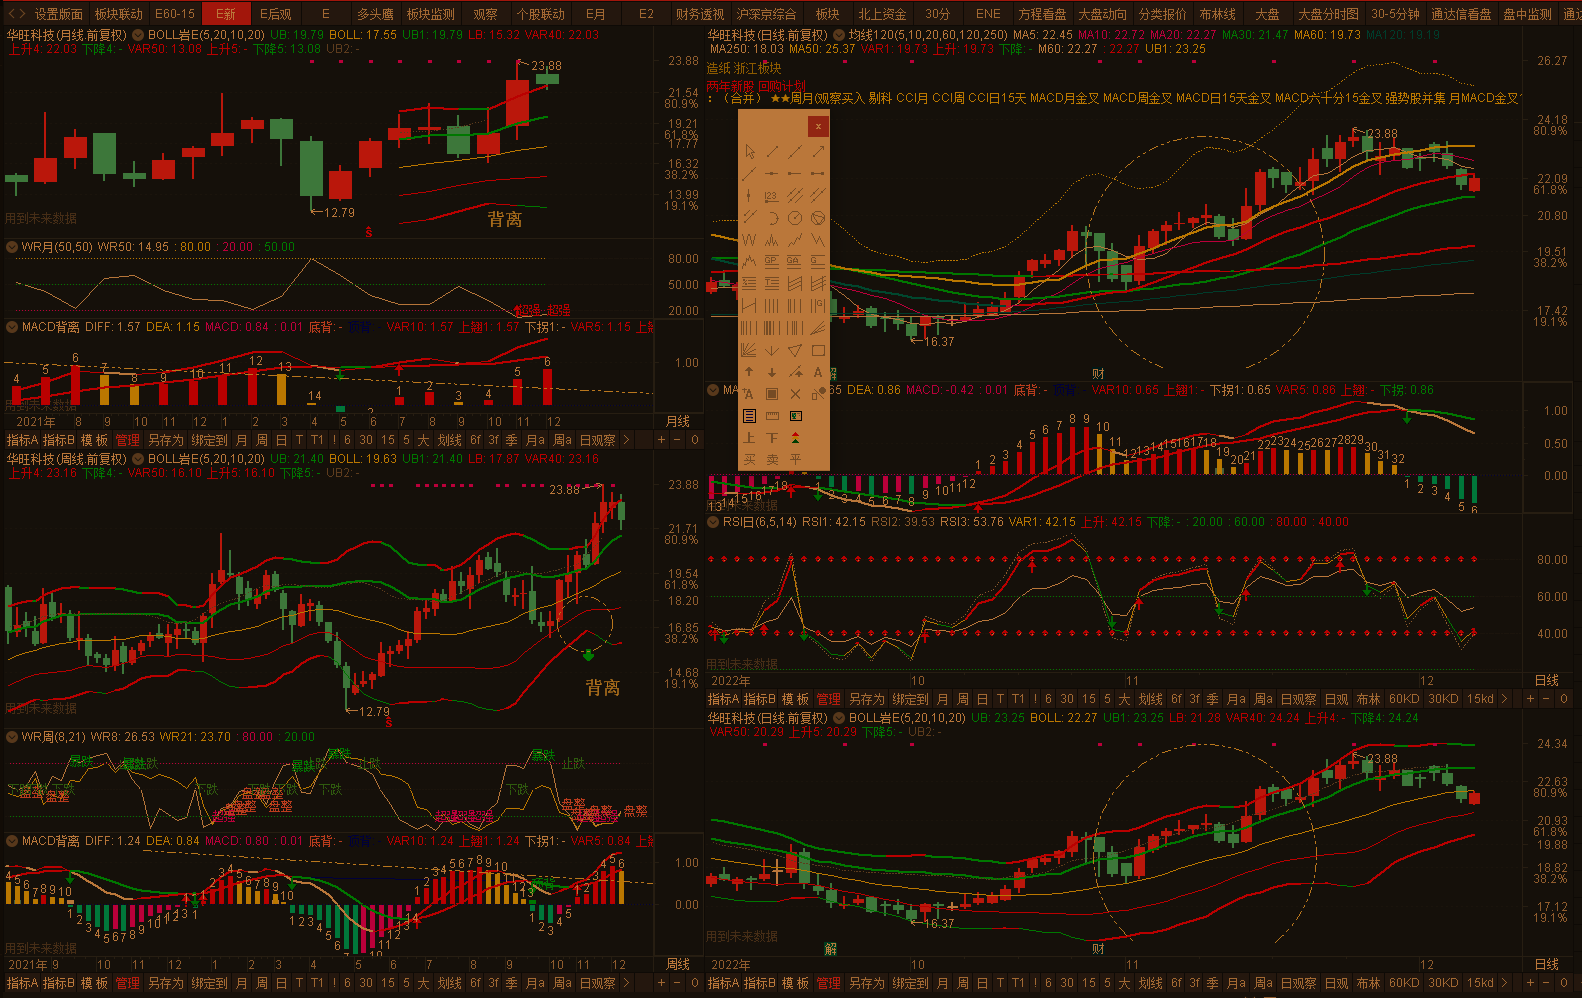 设置版面 板块联动 E60-15 E新 E后观 E 多头鹰 板块监测 观察 个股联动 E月 E2 财务透视 沪深京综合 板块 北上资金 30分 ENE 方程看盘 大盘动向 分类报价 布林线 大盘 大盘分时图 30-5分钟 通达信看盘 盘中监测
华旺科技(月线.前复权) BOLL岩E(5,20,10,20) UB: 19.79 BOLL: 17.55 UB1: 19.79 LB: 15.32 VAR40: 22.03
上升4: 22.03 下降4: - VAR50: 13.08 上升5: - 下降5: 13.08 UB2: -
23.88
23.88
21.54
80.9%
19.21
61.8%
17.77
16.32
38.2%
13.99
19.1%
12.79
背离
用到未来数据
WR月(50,50) WR50: 14.95 : 80.00 : 20.00 : 50.00
80.00
50.00
20.00
超强 超强
MACD背离 DIFF: 1.57 DEA: 1.15 MACD: 0.84 : 0.01 底背: - VAR10: 1.57 上翘1: 1.57 下拐1: - VAR5: 1.15
1.00
4 5 6 7 8 9 10 11 12 13 14 1 2 3 4 5 6
用到未来数据
2021年 8 9 10 11 12 1 2 3 4 5 6 7 8 9 10 11 12 月线
指标A 指标B 模板 管理 另存为 绑定到 月 周 日 T T1 ! 6 30 15 5 大 划线 6f 3f 季 月a 周a 日观察 > + - 0
华旺科技(周线.前复权) BOLL岩E(5,20,10,20) UB: 21.40 BOLL: 19.63 UB1: 21.40 LB: 17.87 VAR40: 23.16
上升4: 23.16 下降4: - VAR50: 16.10 上升5: 16.10 下降5: - UB2: -
23.88
23.88
21.71
80.9%
19.54
61.8%
18.20
16.85
38.2%
14.68
19.1%
12.79
背离
用到未来数据
WR周(8,21) WR8: 26.53 WR21: 23.70 : 80.00 : 20.00
暴跌 止跌 下跌 盘整 超强
MACD背离 DIFF: 1.24 DEA: 0.84 MACD: 0.80 : 0.01 底背: - VAR10: 1.24 上翘1: 1.24 下拐1: - VAR5: 0.84
1.00
0.00
用到未来数据
2021年 9 10 11 12 1 2 3 4 5 6 7 8 9 10 11 12 周线
指标A 指标B 模板 管理 另存为 绑定到 月 周 日 T T1 ! 6 30 15 5 大 划线 6f 3f 季 月a 周a 日观察 > + - 0
华旺科技(日线.前复权) 均线120(5,10,20,60,120,250) MA5: 22.45 MA10: 22.72 MA20: 22.27 MA30: 21.47 MA60: 19.73 MA120: 19.19
MA250: 18.03 MA50: 25.37 VAR1: 19.73 上升: 19.73 下降: - M60: 22.27 : 22.27 UB1: 23.25
造纸 浙江板块
两年新股 回购计划
: (合并) ★★周月(观察买入 剔科 CCI月 CCI周 CCI日15天 MACD月金叉 MACD周金叉 MACD日15天金叉 MACD六十分15金叉 强势股并集 月MACD金叉
26.27
24.18
80.9%
22.09
61.8%
20.80
19.51
38.2%
17.42
19.1%
23.88
16.37
财
x
123
GP GA G
A
上 下
买 卖 平
65 DEA: 0.86 MACD: -0.42 : 0.01 底背: - VAR10: 0.65 上翘1: - 下拐1: 0.65 VAR5: 0.86 上翘: - 下拐: 0.86
1.00
0.50
0.00
RSI日(6,5,14) RSI1: 42.15 RSI2: 39.53 RSI3: 53.76 VAR1: 42.15 上升: 42.15 下降: - : 20.00 : 60.00 : 80.00 : 40.00
80.00
60.00
40.00
用到未来数据
2022年 10 11 12 日线
指标A 指标B 模板 管理 另存为 绑定到 月 周 日 T T1 ! 6 30 15 5 大 划线 6f 3f 季 月a 周a 日观察 日观 布林 60KD 30KD 15kd > + - 0
华旺科技(日线.前复权) BOLL岩E(5,20,10,20) UB: 23.25 BOLL: 22.27 UB1: 23.25 LB: 21.28 VAR40: 24.24 上升4: - 下降4: 24.24
VAR50: 20.29 上升5: 20.29 下降5: - UB2: -
24.34
22.63
80.9%
20.93
61.8%
19.88
18.82
38.2%
17.12
19.1%
23.88
16.37
用到未来数据
解 财
2022年 10 11 12 日线
指标A 指标B 模板 管理 另存为 绑定到 月 周 日 T T1 ! 6 30 15 5 大 划线 6f 3f 季 月a 周a 日观察 日观 布林 60KD 30KD 15kd > + - 0